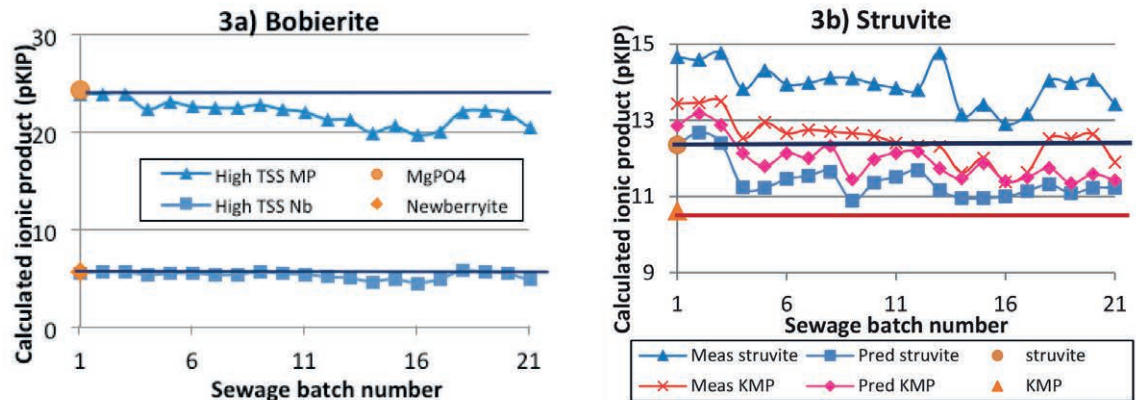 3a) Bobierite
Calculated ionic product (pKIP)
30
20
10
0
High TSS MP
MgPO4
High TSS Nb
Newberryite
1
6
11
16
21
Sewage batch number
3b) Struvite
Calculated ionic product (pKIP)
15
13
11
9
1
6
11
16
21
Sewage batch number
Meas struvite
Pred struvite
struvite
Meas KMP
Pred KMP
KMP